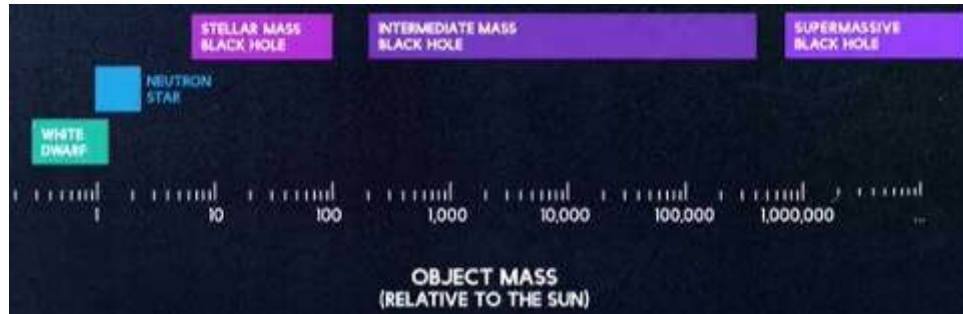 STELLAR MASS
BLACK HOLE
INTERMEDIATE MASS
BLACK HOLE
SUPERMASSIVE
BLACK HOLE
NEUTRON
STAR
WHITE
DWARF
1 10 100 1,000 10,000 100,000 1,000,000 ...
OBJECT MASS
(RELATIVE TO THE SUN)